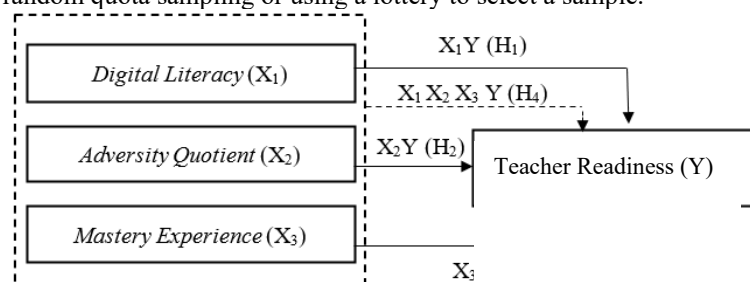 random quota sampling or using a lottery to select a sample.
X₁Y (H₁)
Digital Literacy (X₁)
X₁ X₂ X₃ Y (H₄)
Adversity Quotient (X₂)
X₂Y (H₂)
Teacher Readiness (Y)
Mastery Experience (X₃)
X₃